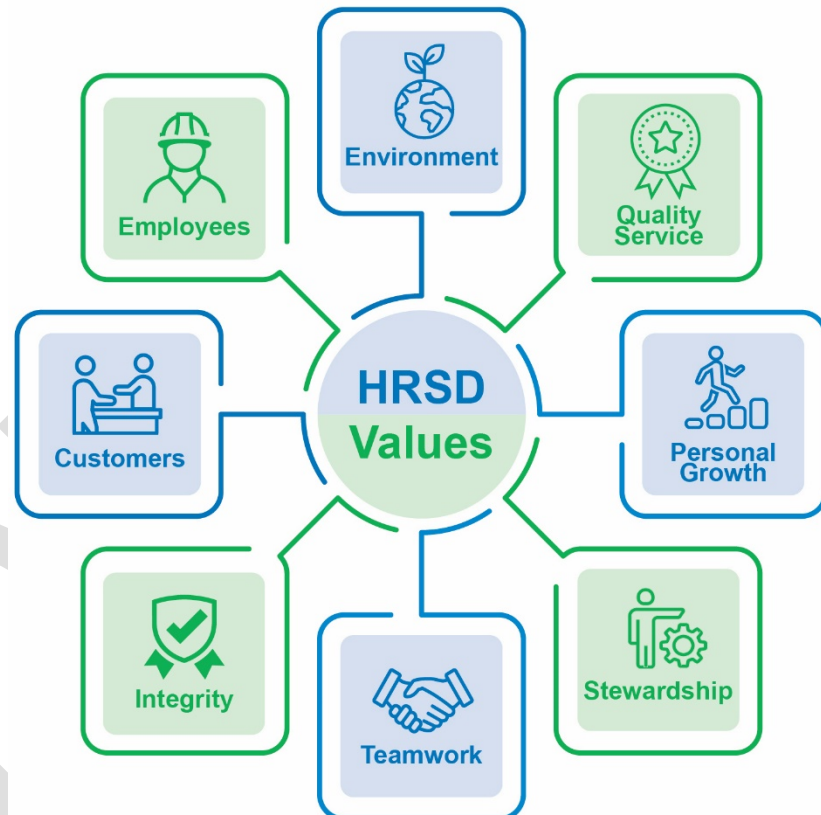 Environment
Employees
Quality
Service
HRSD
Values
Customers
Personal
Growth
Integrity
Stewardship
Teamwork